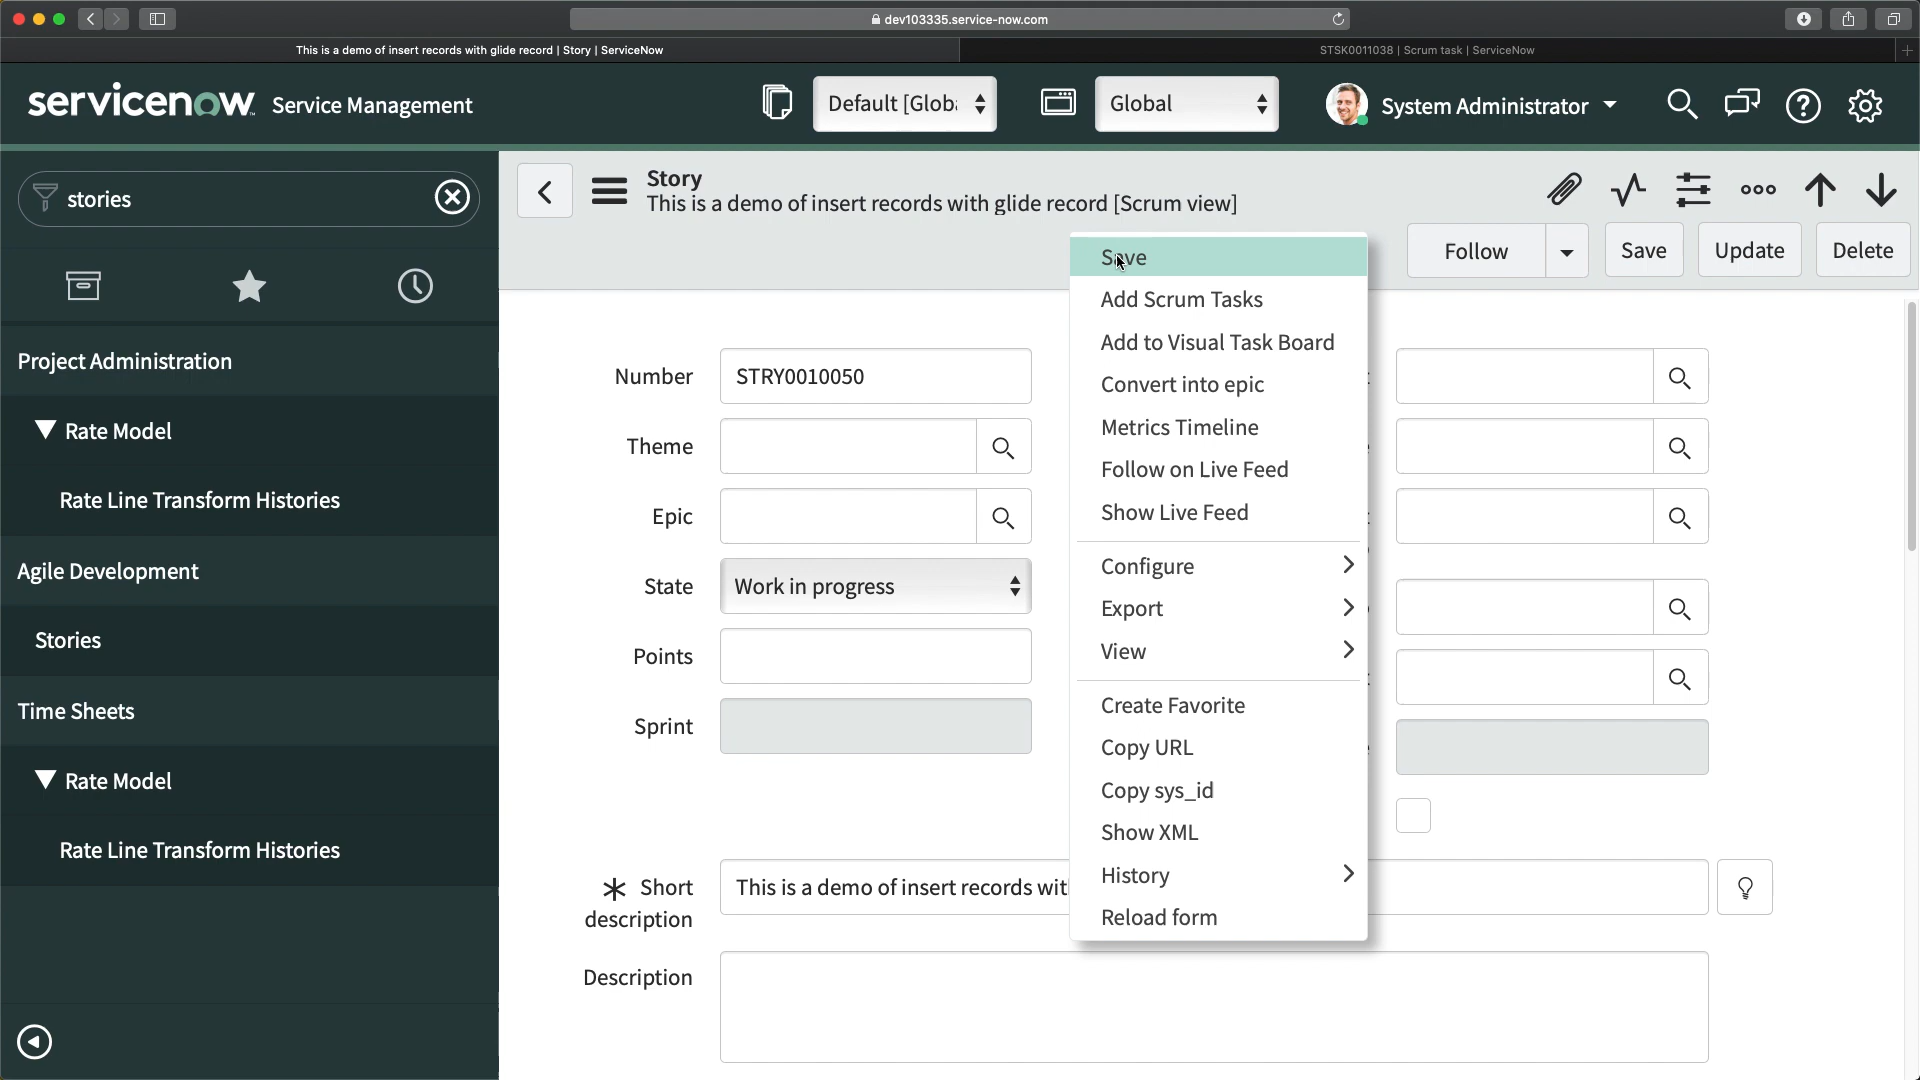 dev103335.service-now.com
This is a demo of insert records with glide record | Story | ServiceNow
STSK0011038 | Scrum task | ServiceNow
servicenow Service Management
Default [Globa
Global
System Administrator
stories
Story
This is a demo of insert records with glide record [Scrum view]
Follow
Save
Update
Delete
Project Administration
Rate Model
Rate Line Transform Histories
Agile Development
Stories
Time Sheets
Rate Model
Rate Line Transform Histories
Number
STRY0010050
Theme
Epic
State
Work in progress
Points
Sprint
Short description
This is a demo of insert records wit
Description
Save
Add Scrum Tasks
Add to Visual Task Board
Convert into epic
Metrics Timeline
Follow on Live Feed
Show Live Feed
Configure
Export
View
Create Favorite
Copy URL
Copy sys_id
Show XML
History
Reload form